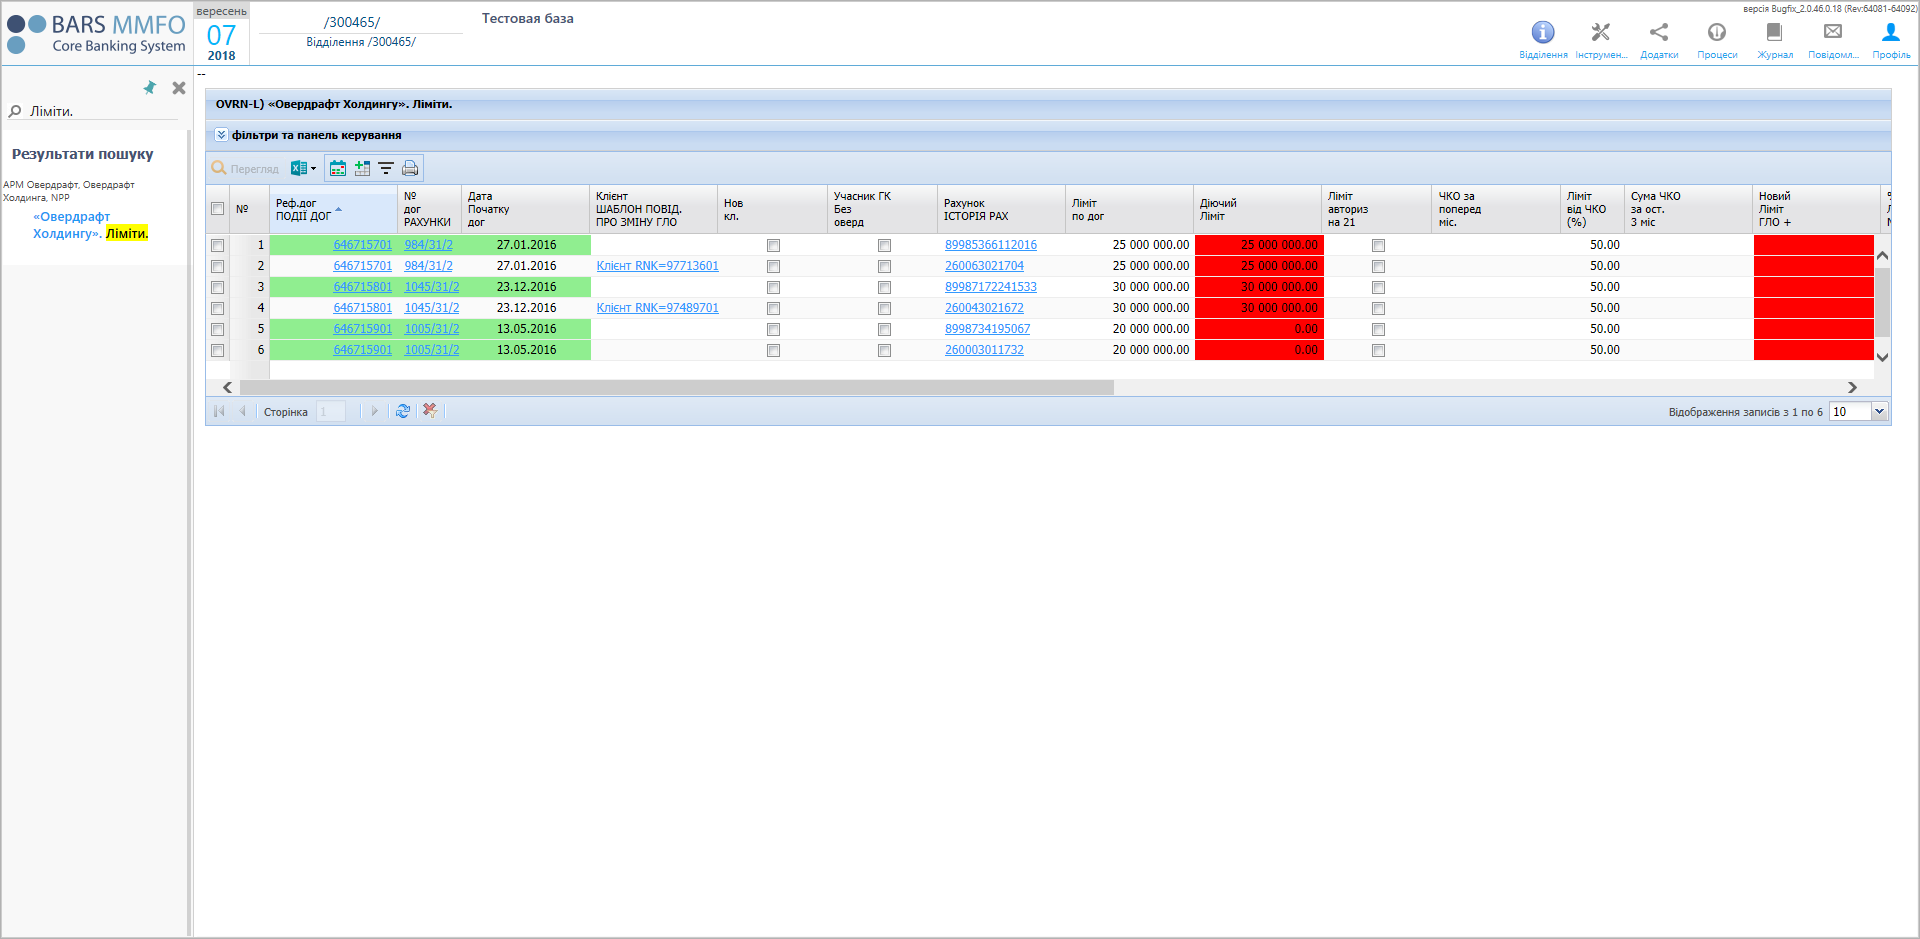 BARS MMFO
Core Banking System
вересень
07
2018
/300465/
Відділення /300465/
Тестовая база
версія Bugfix_2.0.46.0.18 (Rev:64081-64092)
Відділення
Інструмен...
Додатки
Процеси
Журнал
Повідомл...
Профіль
--
Ліміти.
Результати пошуку
АРМ Овердрафт, Овердрафт
Холдинга, NPP
«Овердрафт
Холдингу». Ліміти.
OVRN-L) «Овердрафт Холдингу». Ліміти.
фільтри та панель керування
Перегляд
№
Реф.дог
ПОДІЇ ДОГ
№
дог
РАХУНКИ
Дата
Початку
дог
Клієнт
ШАБЛОН ПОВІД.
ПРО ЗМІНУ ГЛО
Нов
кл.
Учасник ГК
Без
оверд
Рахунок
ІСТОРІЯ РАХ
Ліміт
по дог
Діючий
Ліміт
Ліміт
авториз
на 21
ЧКО за
поперед
міс.
Ліміт
від ЧКО
(%)
Сума ЧКО
за ост.
3 міс
Новий
Ліміт
ГЛО +
1 646715701 984/31/2 27.01.2016 89985366112016 25 000 000.00 25 000 000.00 50.00
2 646715701 984/31/2 27.01.2016 Клієнт RNK=97713601 260063021704 25 000 000.00 25 000 000.00 50.00
3 646715801 1045/31/2 23.12.2016 89987172241533 30 000 000.00 30 000 000.00 50.00
4 646715801 1045/31/2 23.12.2016 Клієнт RNK=97489701 260043021672 30 000 000.00 30 000 000.00 50.00
5 646715901 1005/31/2 13.05.2016 8998734195067 20 000 000.00 0.00 50.00
6 646715901 1005/31/2 13.05.2016 260003011732 20 000 000.00 0.00 50.00
Сторінка 1
Відображення записів з 1 по 6 10